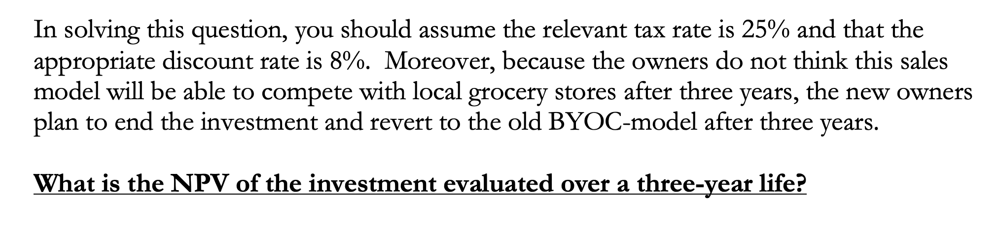 In solving this question, you should assume the relevant tax rate is 25% and that the
appropriate discount rate is 8%.  Moreover, because the owners do not think this sales
model will be able to compete with local grocery stores after three years, the new owners
plan to end the investment and revert to the old BYOC-model after three years.
What is the NPV of the investment evaluated over a three-year life?